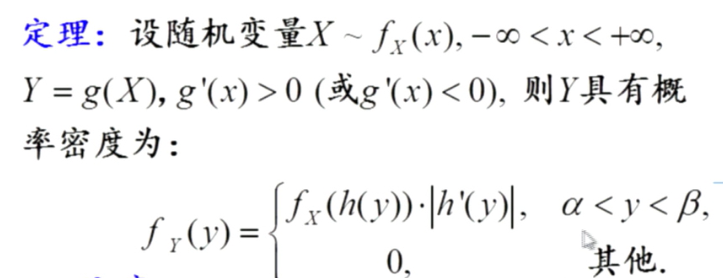 定理：设随机变量X ~ f_X(x), −∞ < x < +∞,
Y = g(X), g'(x) > 0 (或g'(x) < 0), 则Y具有概
率密度为：
f_Y(y) = { f_X(h(y))·|h'(y)|, α < y < β,
0, 其他.